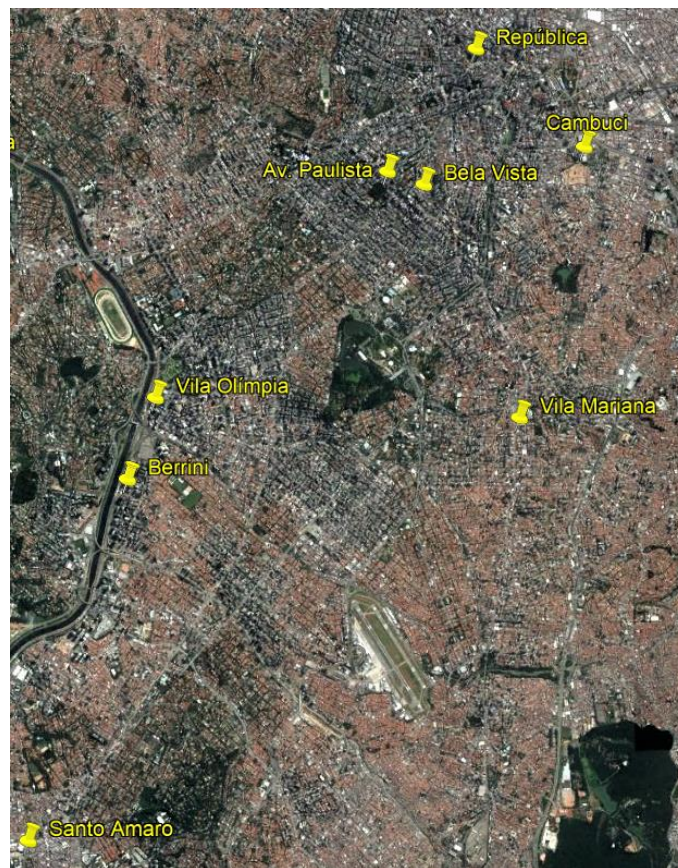 República
Cambuci
Av. Paulista
Bela Vista
Vila Olímpia
Vila Mariana
Berrini
Santo Amaro